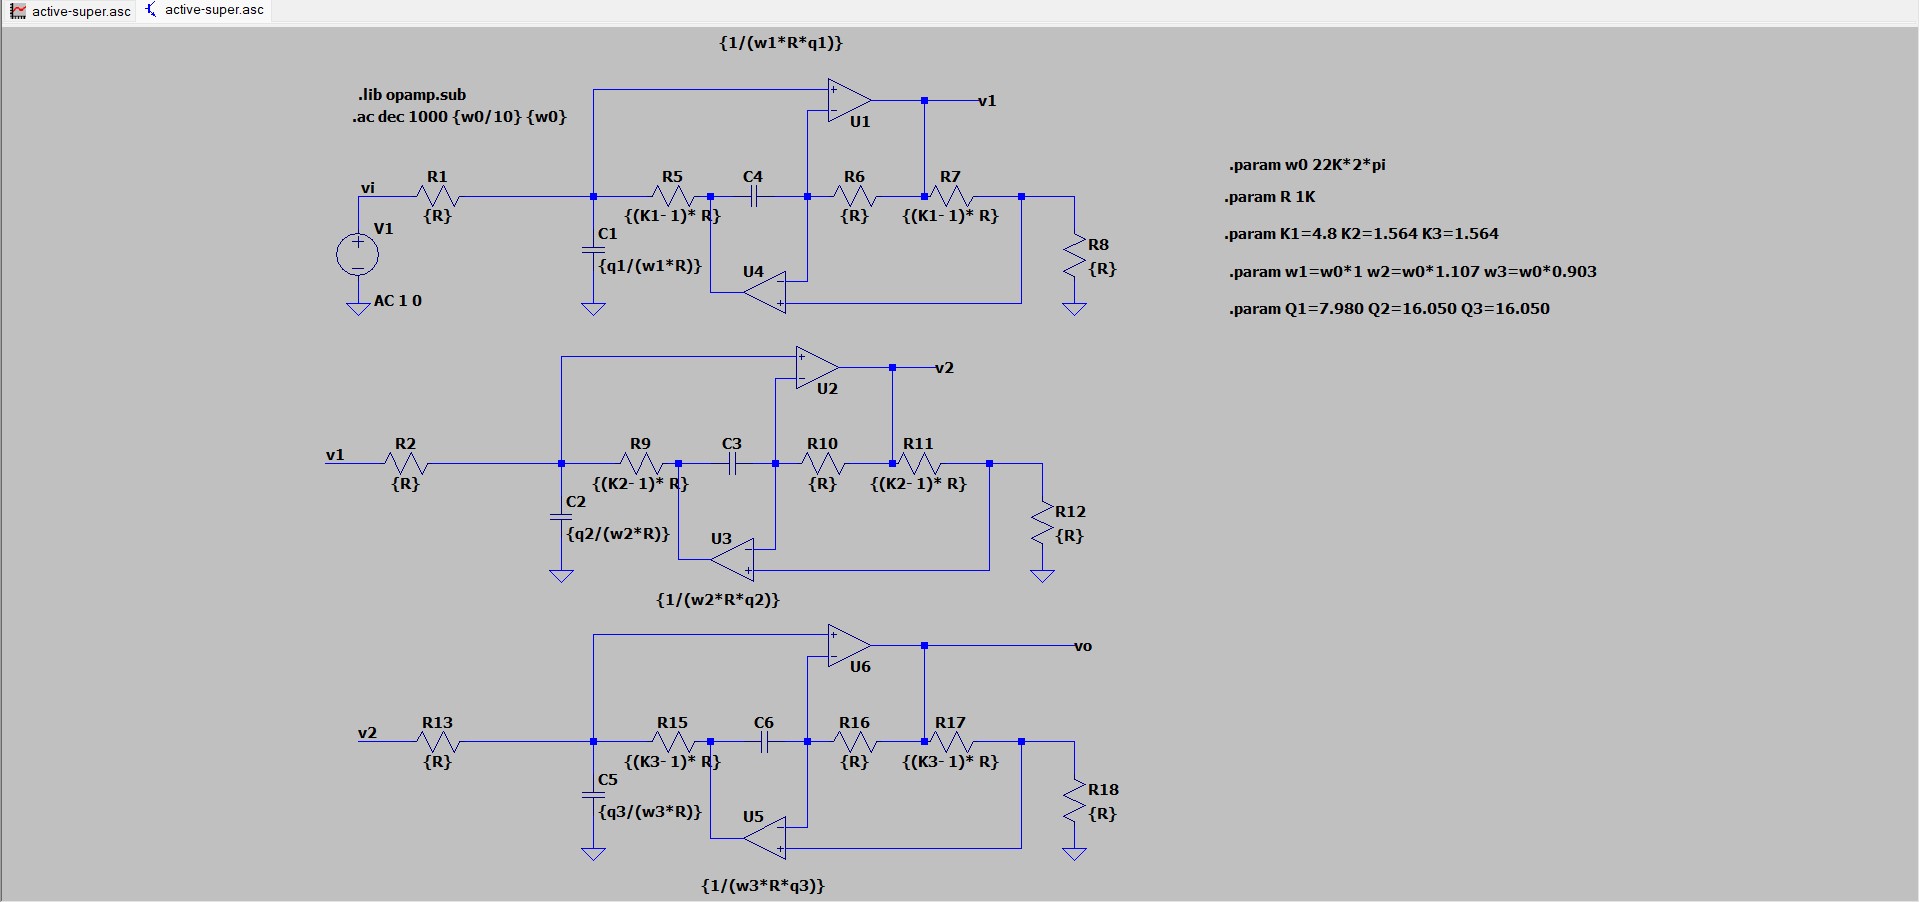 active-super.asc
active-super.asc
{1/(w1*R*q1)}
.lib opamp.sub
.ac dec 1000 {w0/10} {w0}
U1
v1
.param w0 22K*2*pi
vi
R1
{R}
R5
{(K1-1)* R}
C4
R6
{R}
R7
{(K1-1)* R}
.param R 1K
V1
C1
{q1/(w1*R)}
.param K1=4.8 K2=1.564 K3=1.564
R8
{R}
U4
.param w1=w0*1 w2=w0*1.107 w3=w0*0.903
AC 1 0
.param Q1=7.980 Q2=16.050 Q3=16.050
U2
v2
v1
R2
{R}
R9
{(K2-1)* R}
C3
R10
{R}
R11
{(K2-1)* R}
C2
{q2/(w2*R)}
R12
{R}
U3
{1/(w2*R*q2)}
U6
vo
v2
R13
{R}
R15
{(K3-1)* R}
C6
R16
{R}
R17
{(K3-1)* R}
C5
{q3/(w3*R)}
R18
{R}
U5
{1/(w3*R*q3)}